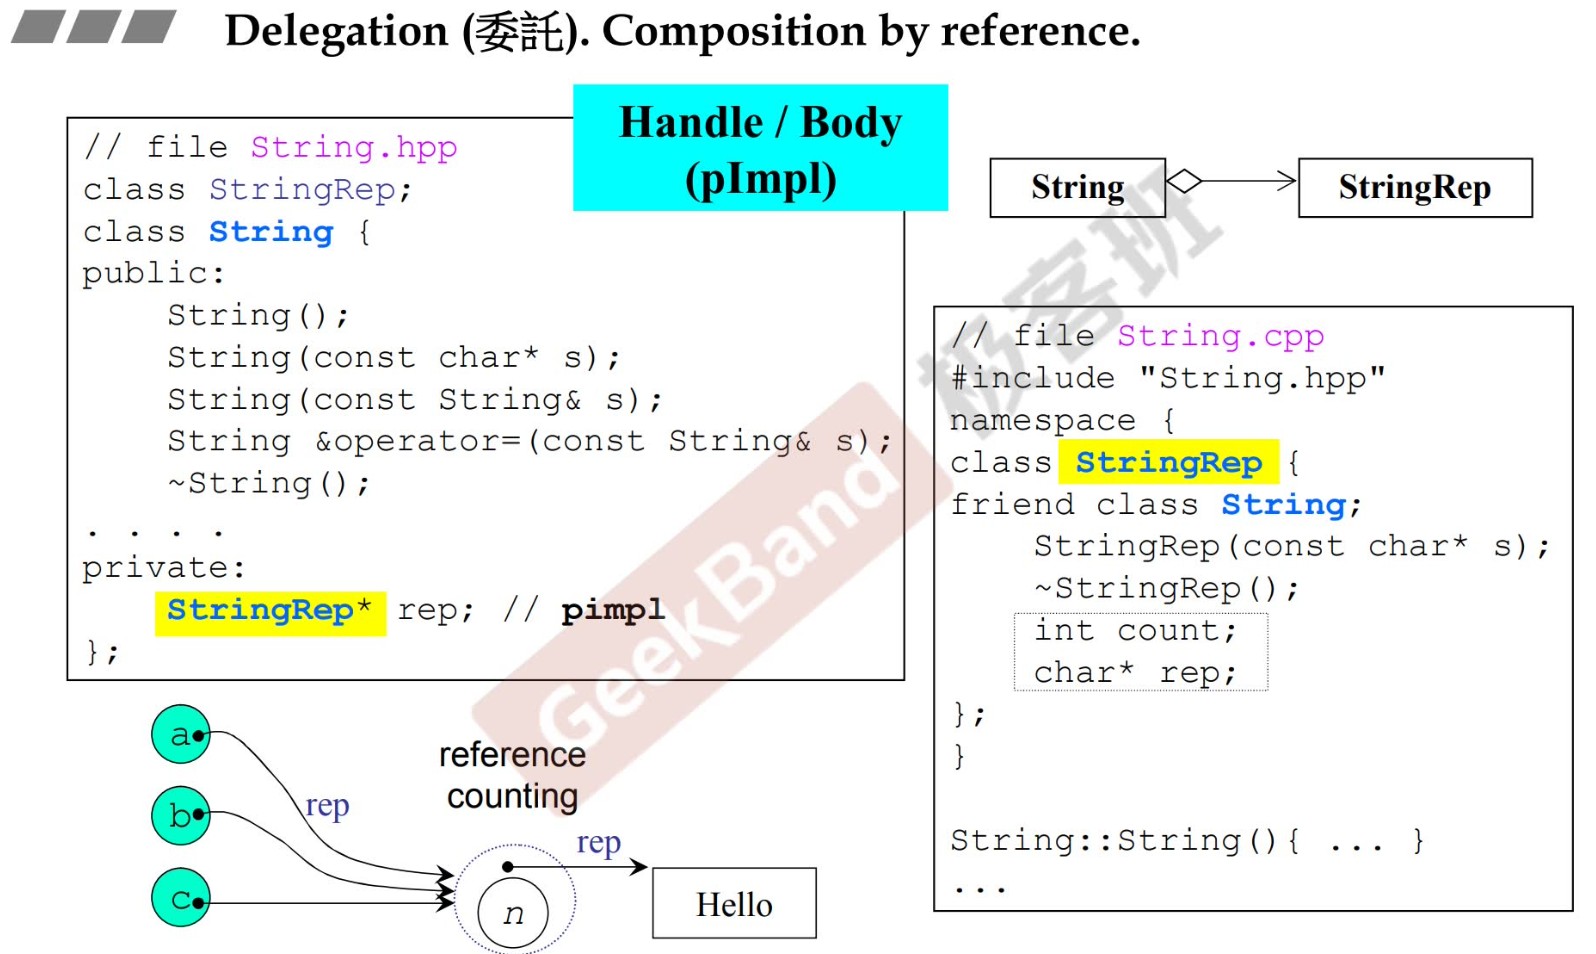 Delegation (委託). Composition by reference.
Handle / Body
(pImpl)
// file String.hpp
class StringRep;
class String {
public:
String();
String(const char* s);
String(const String& s);
String &operator=(const String& s);
~String();
. . . .
private:
StringRep* rep; // pimpl
};
String
StringRep
// file String.cpp
#include "String.hpp"
namespace {
class StringRep {
friend class String;
StringRep(const char* s);
~StringRep();
int count;
char* rep;
};
}
String::String(){ ... }
...
a
b
c
rep
reference
counting
rep
n
Hello
GeekBand 极客班